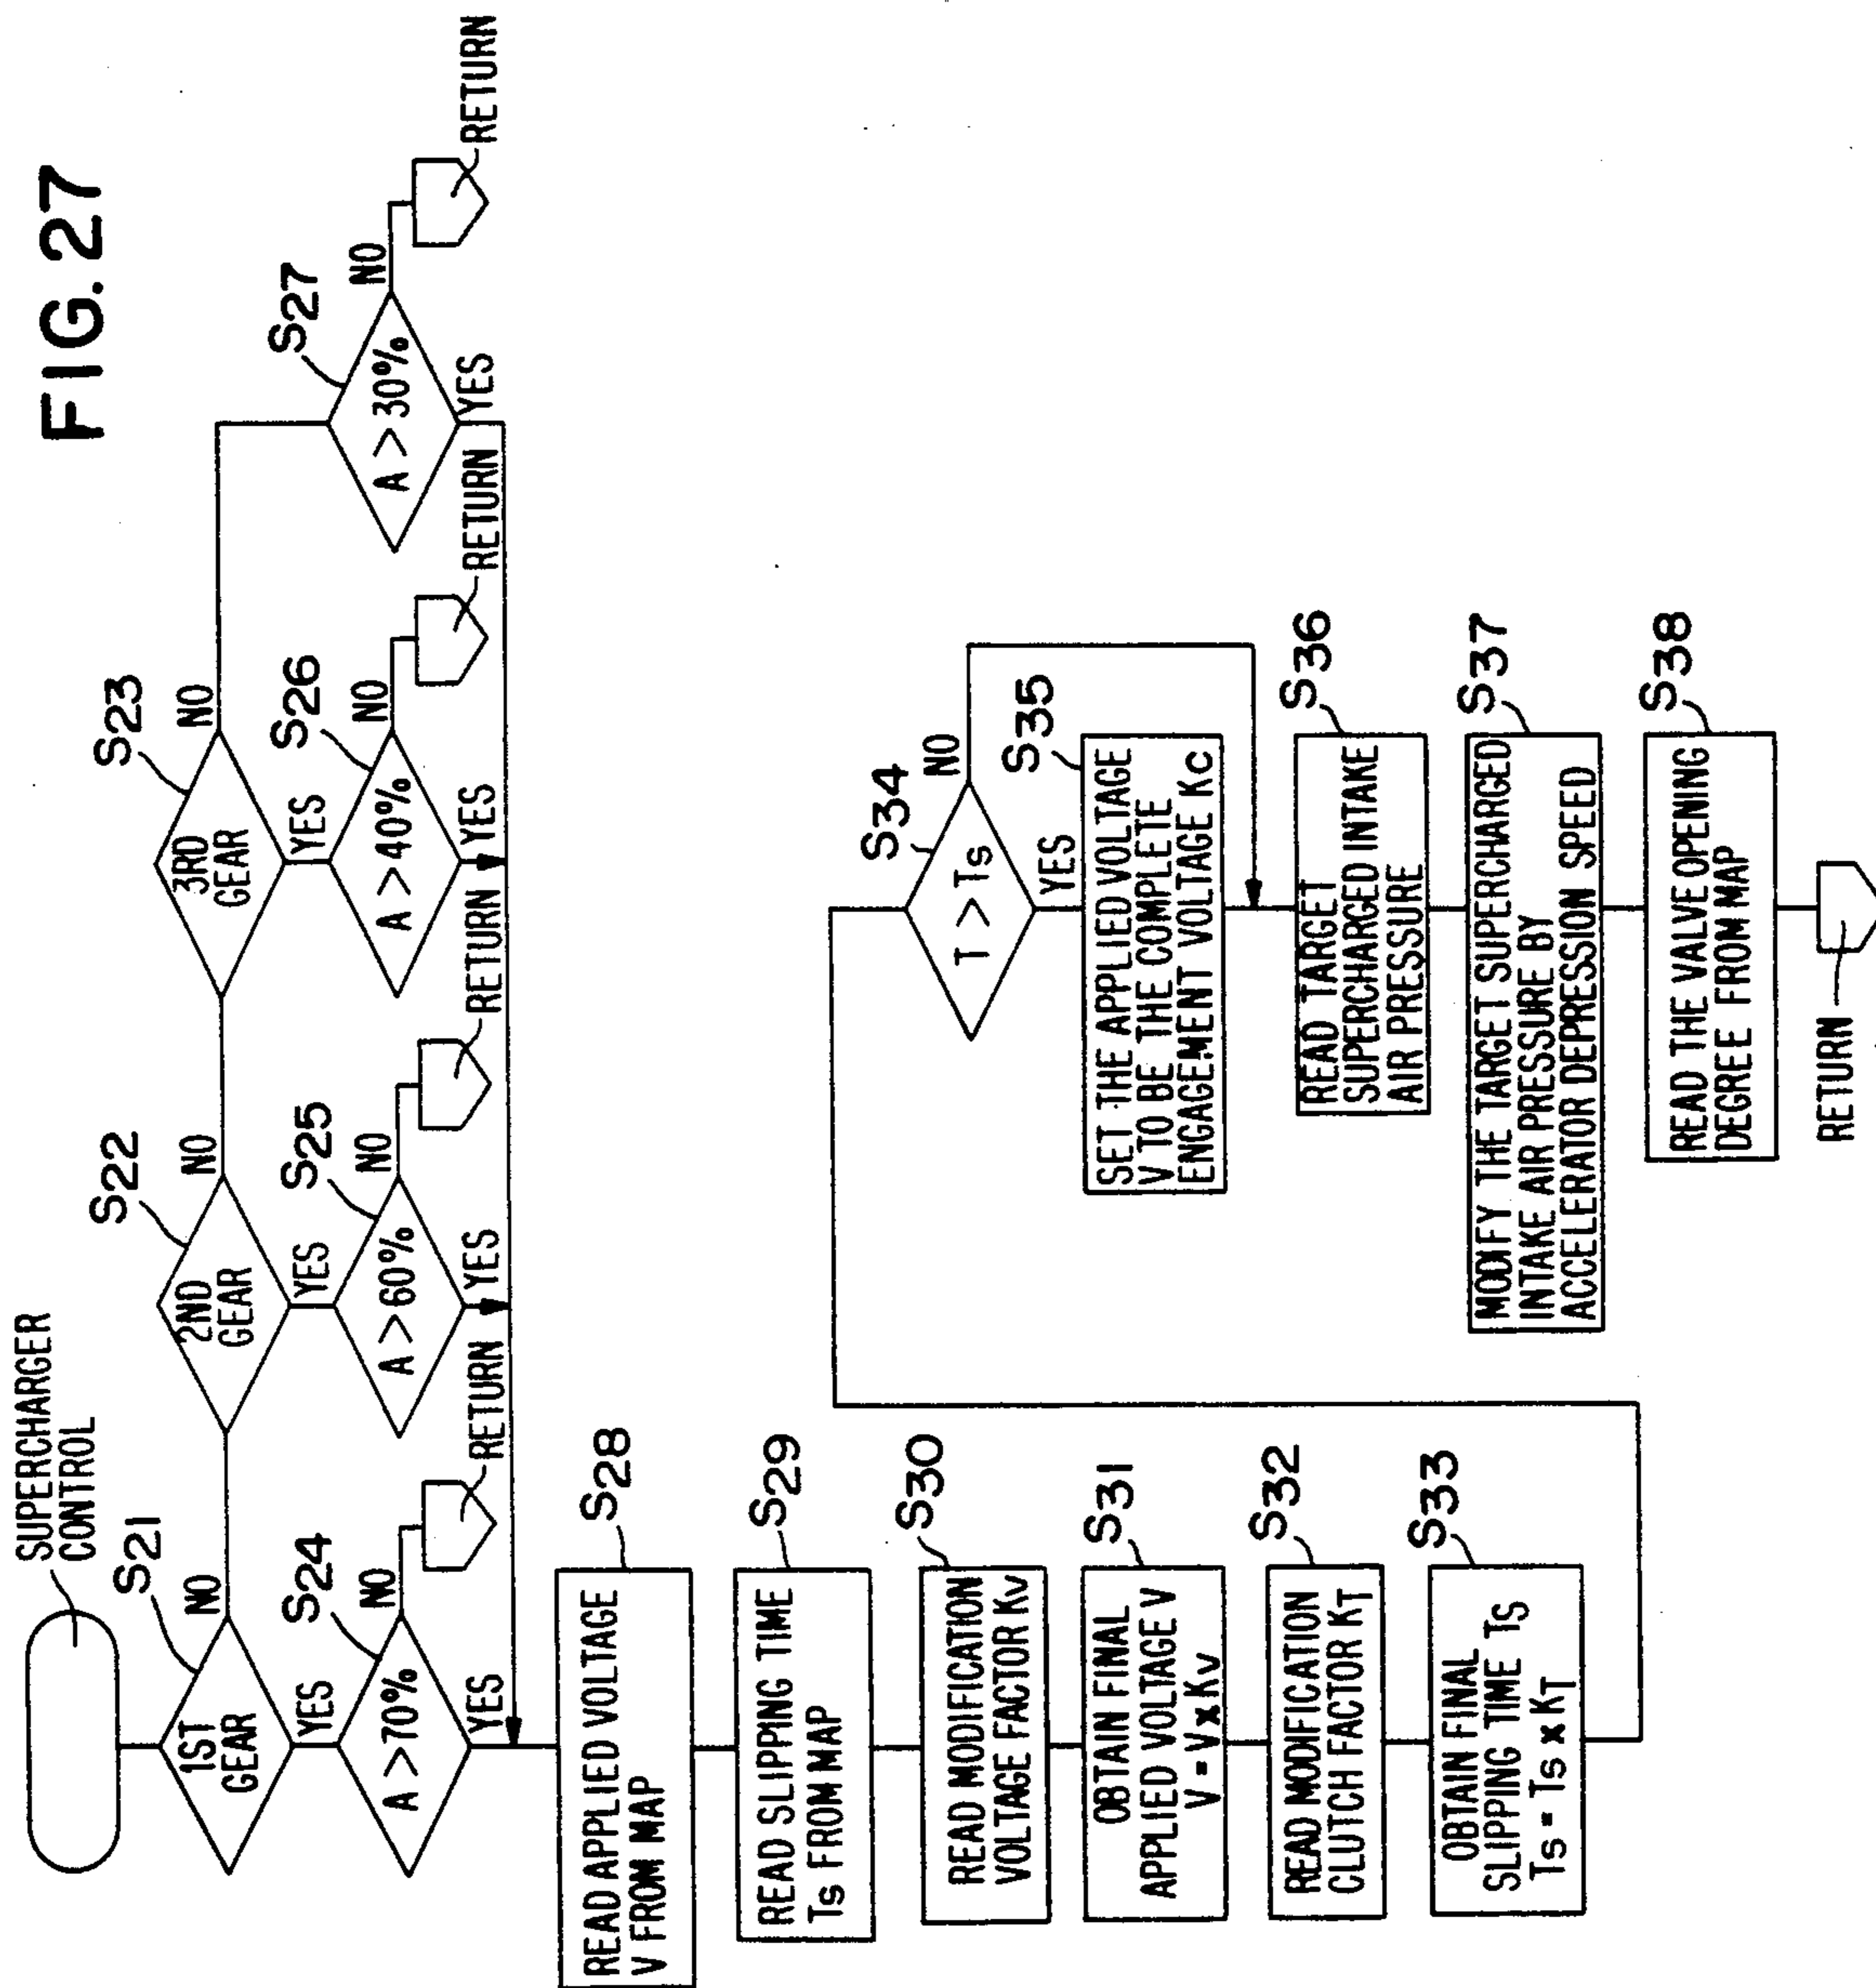 FIG. 27
SUPERCHARGER
CONTROL
S21
1ST
GEAR
NO
YES
S22
2ND
GEAR
NO
YES
S23
3RD
GEAR
NO
YES
S24
A > 70%
NO
RETURN
YES
S25
A > 60%
NO
RETURN
YES
S26
A > 40%
NO
RETURN
YES
S27
A > 30%
NO
RETURN
YES
S28
READ APPLIED VOLTAGE
V FROM MAP
S29
READ SLIPPING TIME
Ts FROM MAP
S30
READ MODIFICATION
VOLTAGE FACTOR Kv
S31
OBTAIN FINAL
APPLIED VOLTAGE V
V = V x Kv
S32
READ MODIFICATION
CLUTCH FACTOR KT
S33
OBTAIN FINAL
SLIPPING TIME Ts
Ts = Ts x KT
S34
T > Ts
NO
YES
S35
SET THE APPLIED VOLTAGE
V TO BE THE COMPLETE
ENGAGEMENT VOLTAGE Kc
S36
READ TARGET
SUPERCHARGED INTAKE
AIR PRESSURE
S37
MODIFY THE TARGET SUPERCHARGED
INTAKE AIR PRESSURE BY
ACCELERATOR DEPRESSION SPEED
S38
READ THE VALVE OPENING
DEGREE FROM MAP
RETURN